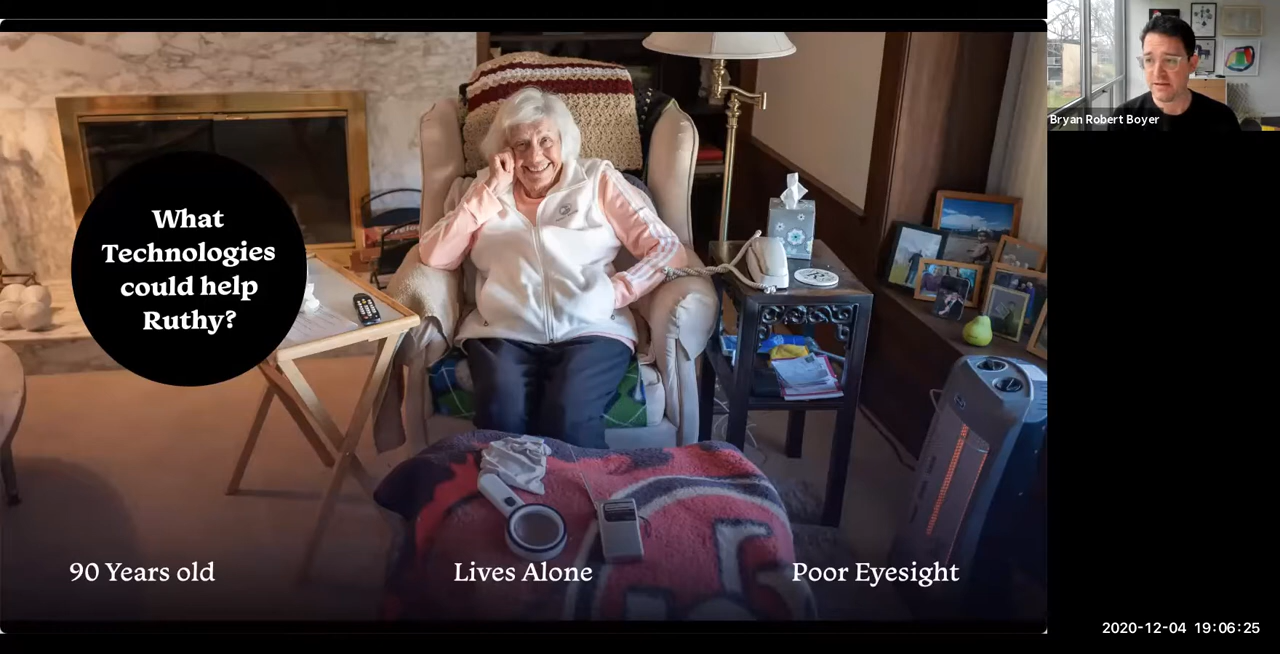 Bryan Robert Boyer
What
Technologies
could help
Ruthy?
90 Years old
Lives Alone
Poor Eyesight
2020-12-04 19:06:25